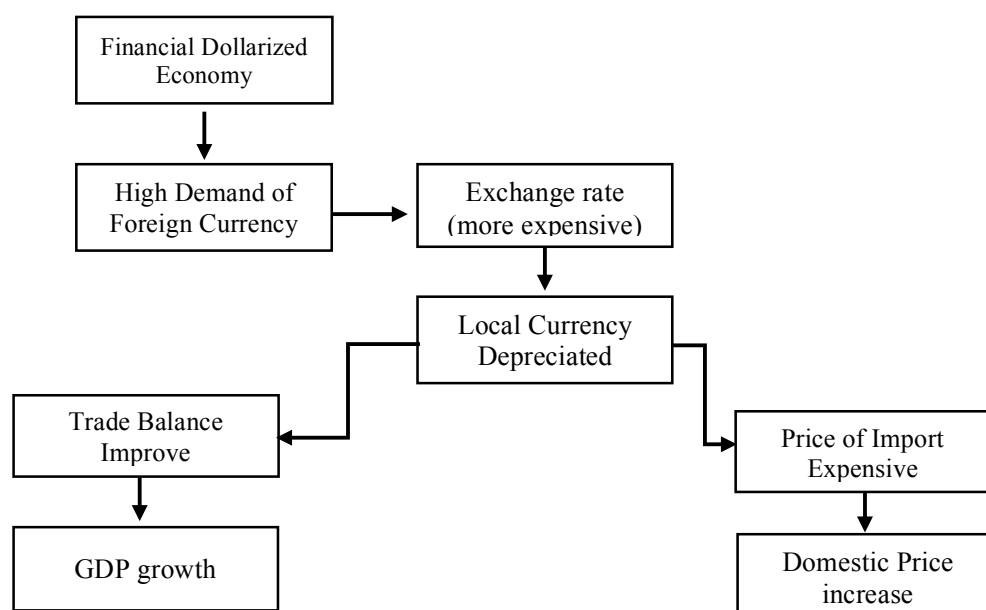 Financial Dollarized
Economy
High Demand of
Foreign Currency
Exchange rate
(more expensive)
Local Currency
Depreciated
Trade Balance
Improve
Price of Import
Expensive
GDP growth
Domestic Price
increase